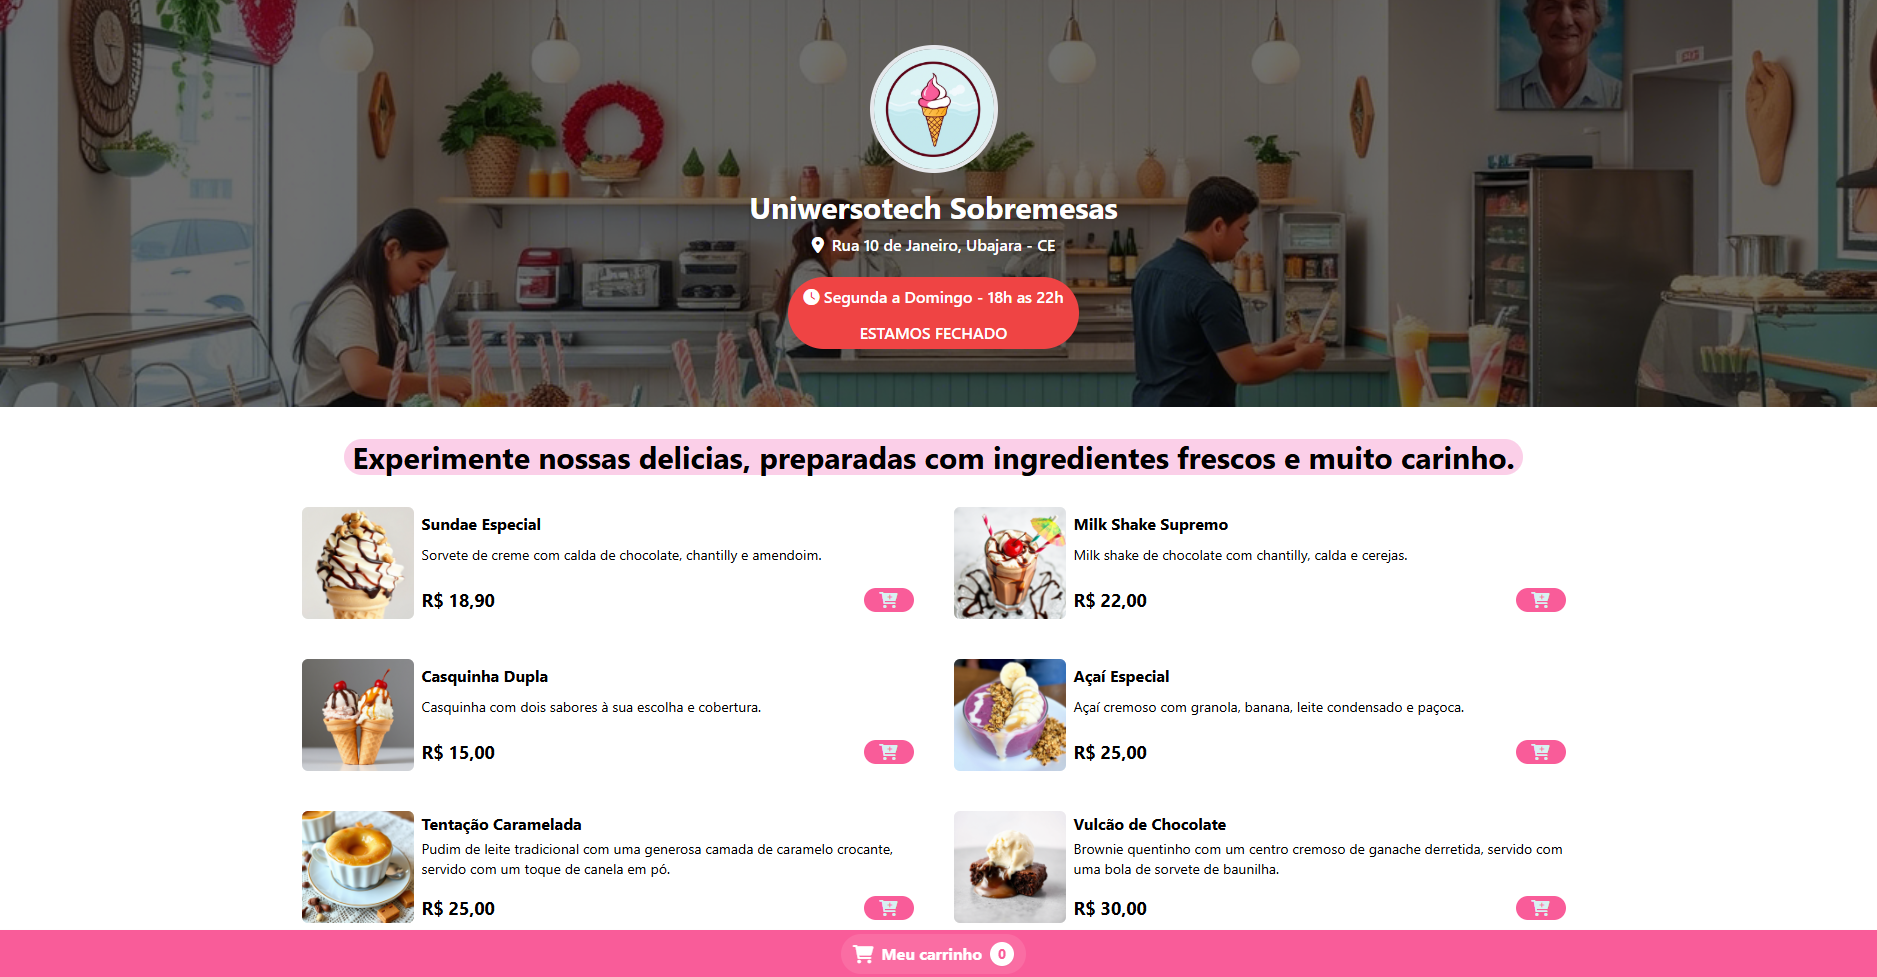 Uniwersotech Sobremesas
Rua 10 de Janeiro, Ubajara - CE
Segunda a Domingo - 18h as 22h
ESTAMOS FECHADO
Experimente nossas delicias, preparadas com ingredientes frescos e muito carinho.
Sundae Especial
Sorvete de creme com calda de chocolate, chantilly e amendoim.
R$ 18,90
Milk Shake Supremo
Milk shake de chocolate com chantilly, calda e cerejas.
R$ 22,00
Casquinha Dupla
Casquinha com dois sabores à sua escolha e cobertura.
R$ 15,00
Açaí Especial
Açaí cremoso com granola, banana, leite condensado e paçoca.
R$ 25,00
Tentação Caramelada
Pudim de leite tradicional com uma generosa camada de caramelo crocante,
servido com um toque de canela em pó.
R$ 25,00
Vulcão de Chocolate
Brownie quentinho com um centro cremoso de ganache derretida, servido com
uma bola de sorvete de baunilha.
R$ 30,00
Meu carrinho 0